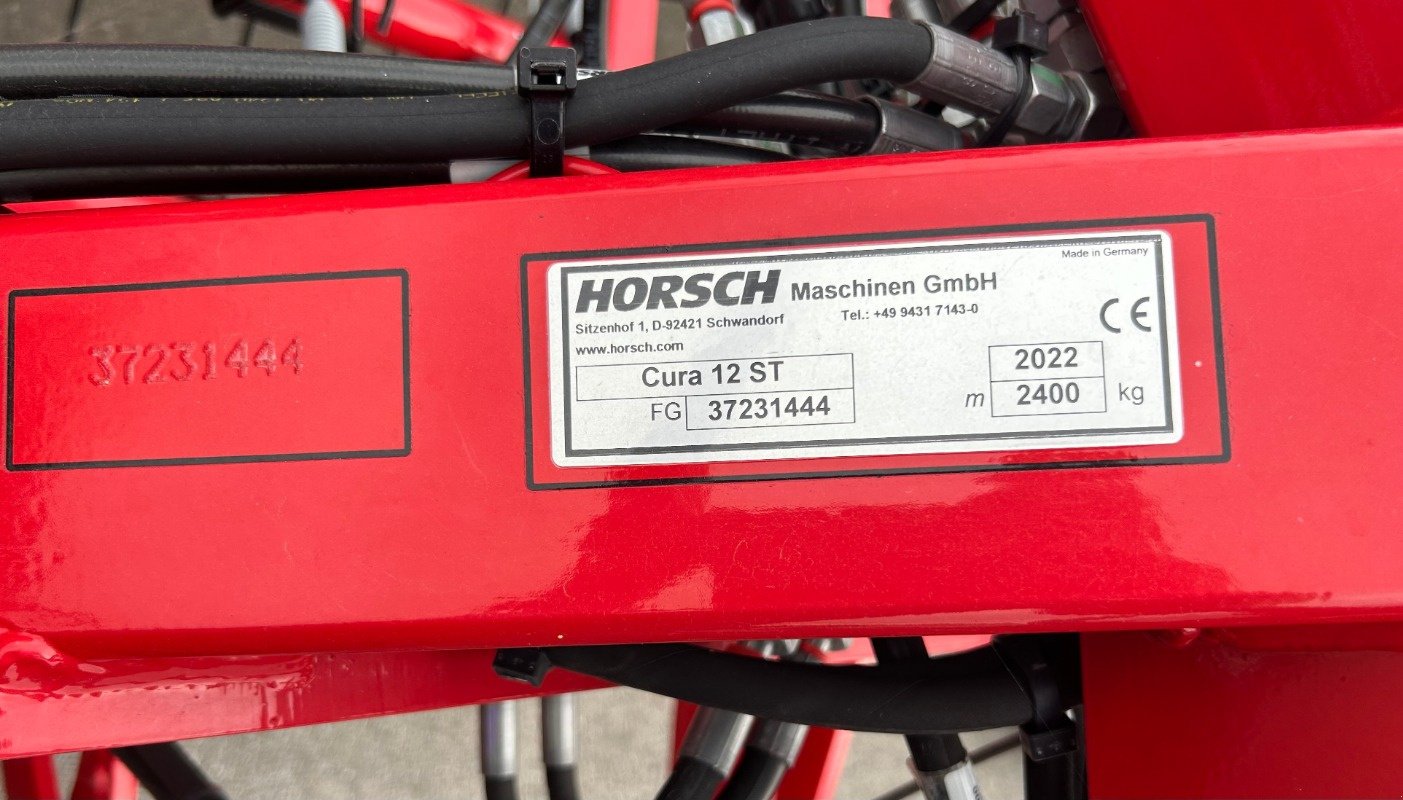 37231444
HORSCH Maschinen GmbH
Made in Germany
Sitzenhof 1, D-92421 Schwandorf
Tel.: +49 9431 7143-0
www.horsch.com
CE
Cura 12 ST
2022
FG 37231444
m 2400 kg